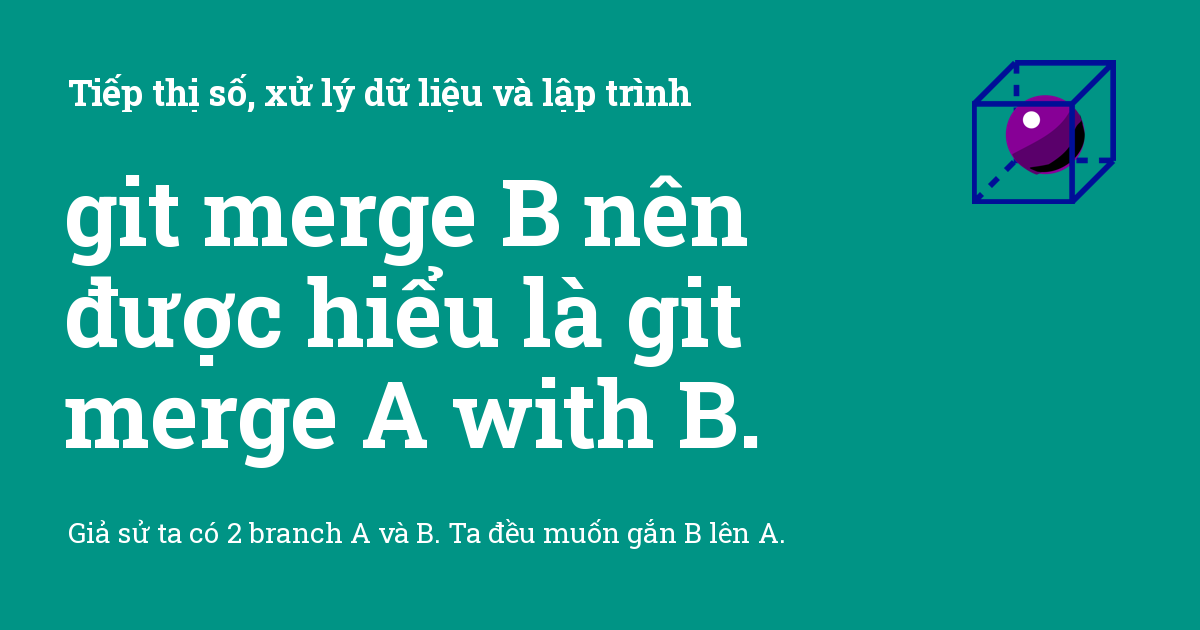 Tiếp thị số, xử lý dữ liệu và lập trình
git merge B nên
được hiểu là git
merge A with B.
Giả sử ta có 2 branch A và B. Ta đều muốn gắn B lên A.